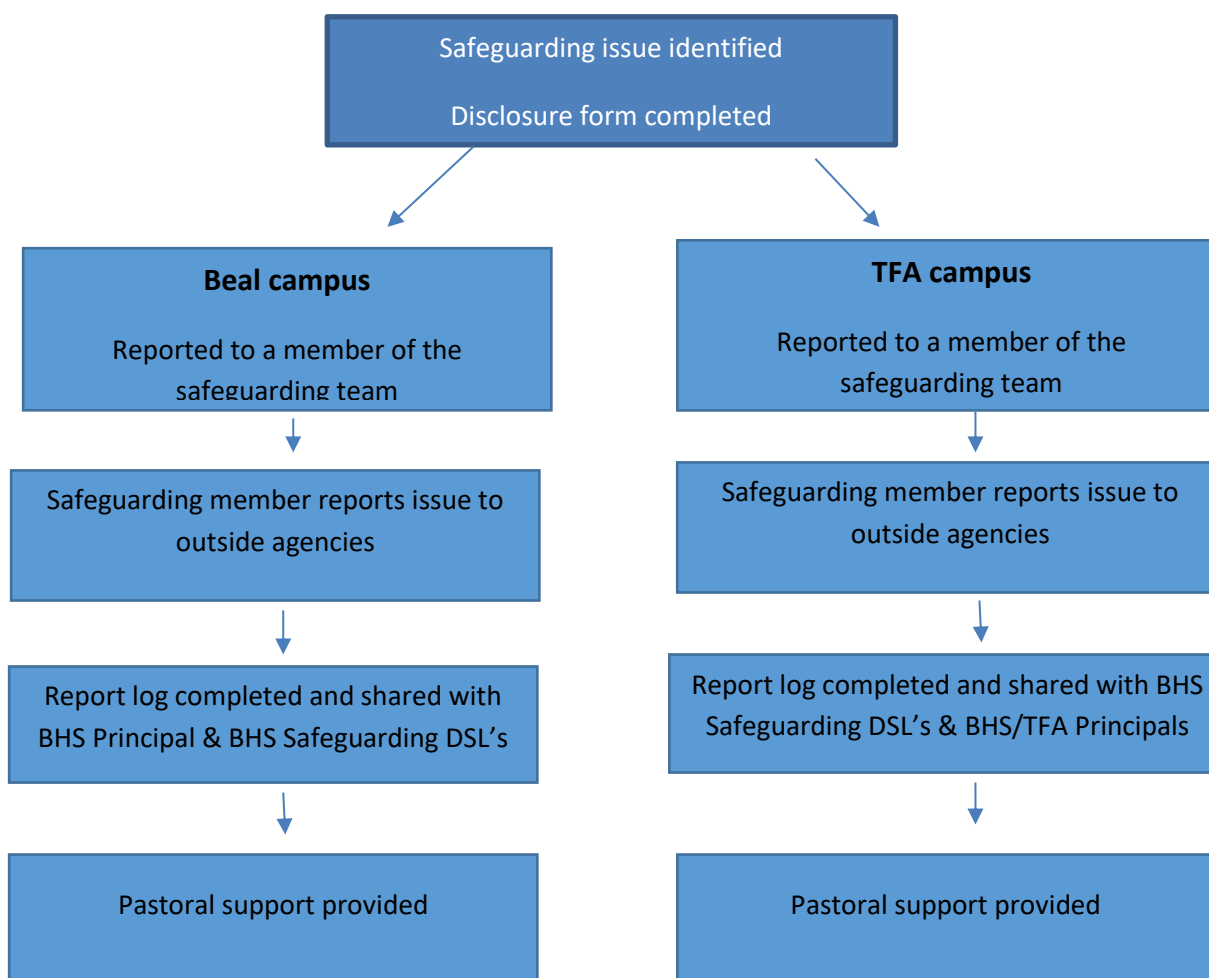 Safeguarding issue identified
Disclosure form completed
Beal campus
Reported to a member of the
safeguarding team
Safeguarding member reports issue to
outside agencies
Report log completed and shared with
BHS Principal & BHS Safeguarding DSL’s
Pastoral support provided
TFA campus
Reported to a member of the
safeguarding team
Safeguarding member reports issue to
outside agencies
Report log completed and shared with BHS
Safeguarding DSL’s & BHS/TFA Principals
Pastoral support provided